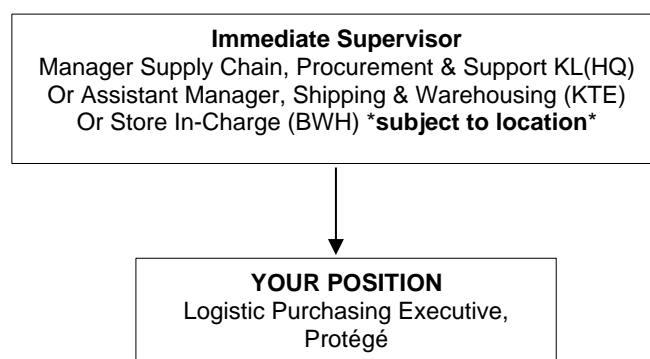 Immediate Supervisor
Manager Supply Chain, Procurement & Support KL(HQ)
Or Assistant Manager, Shipping & Warehousing (KTE)
Or Store In-Charge (BWH) *subject to location*
YOUR POSITION
Logistic Purchasing Executive,
Protégé